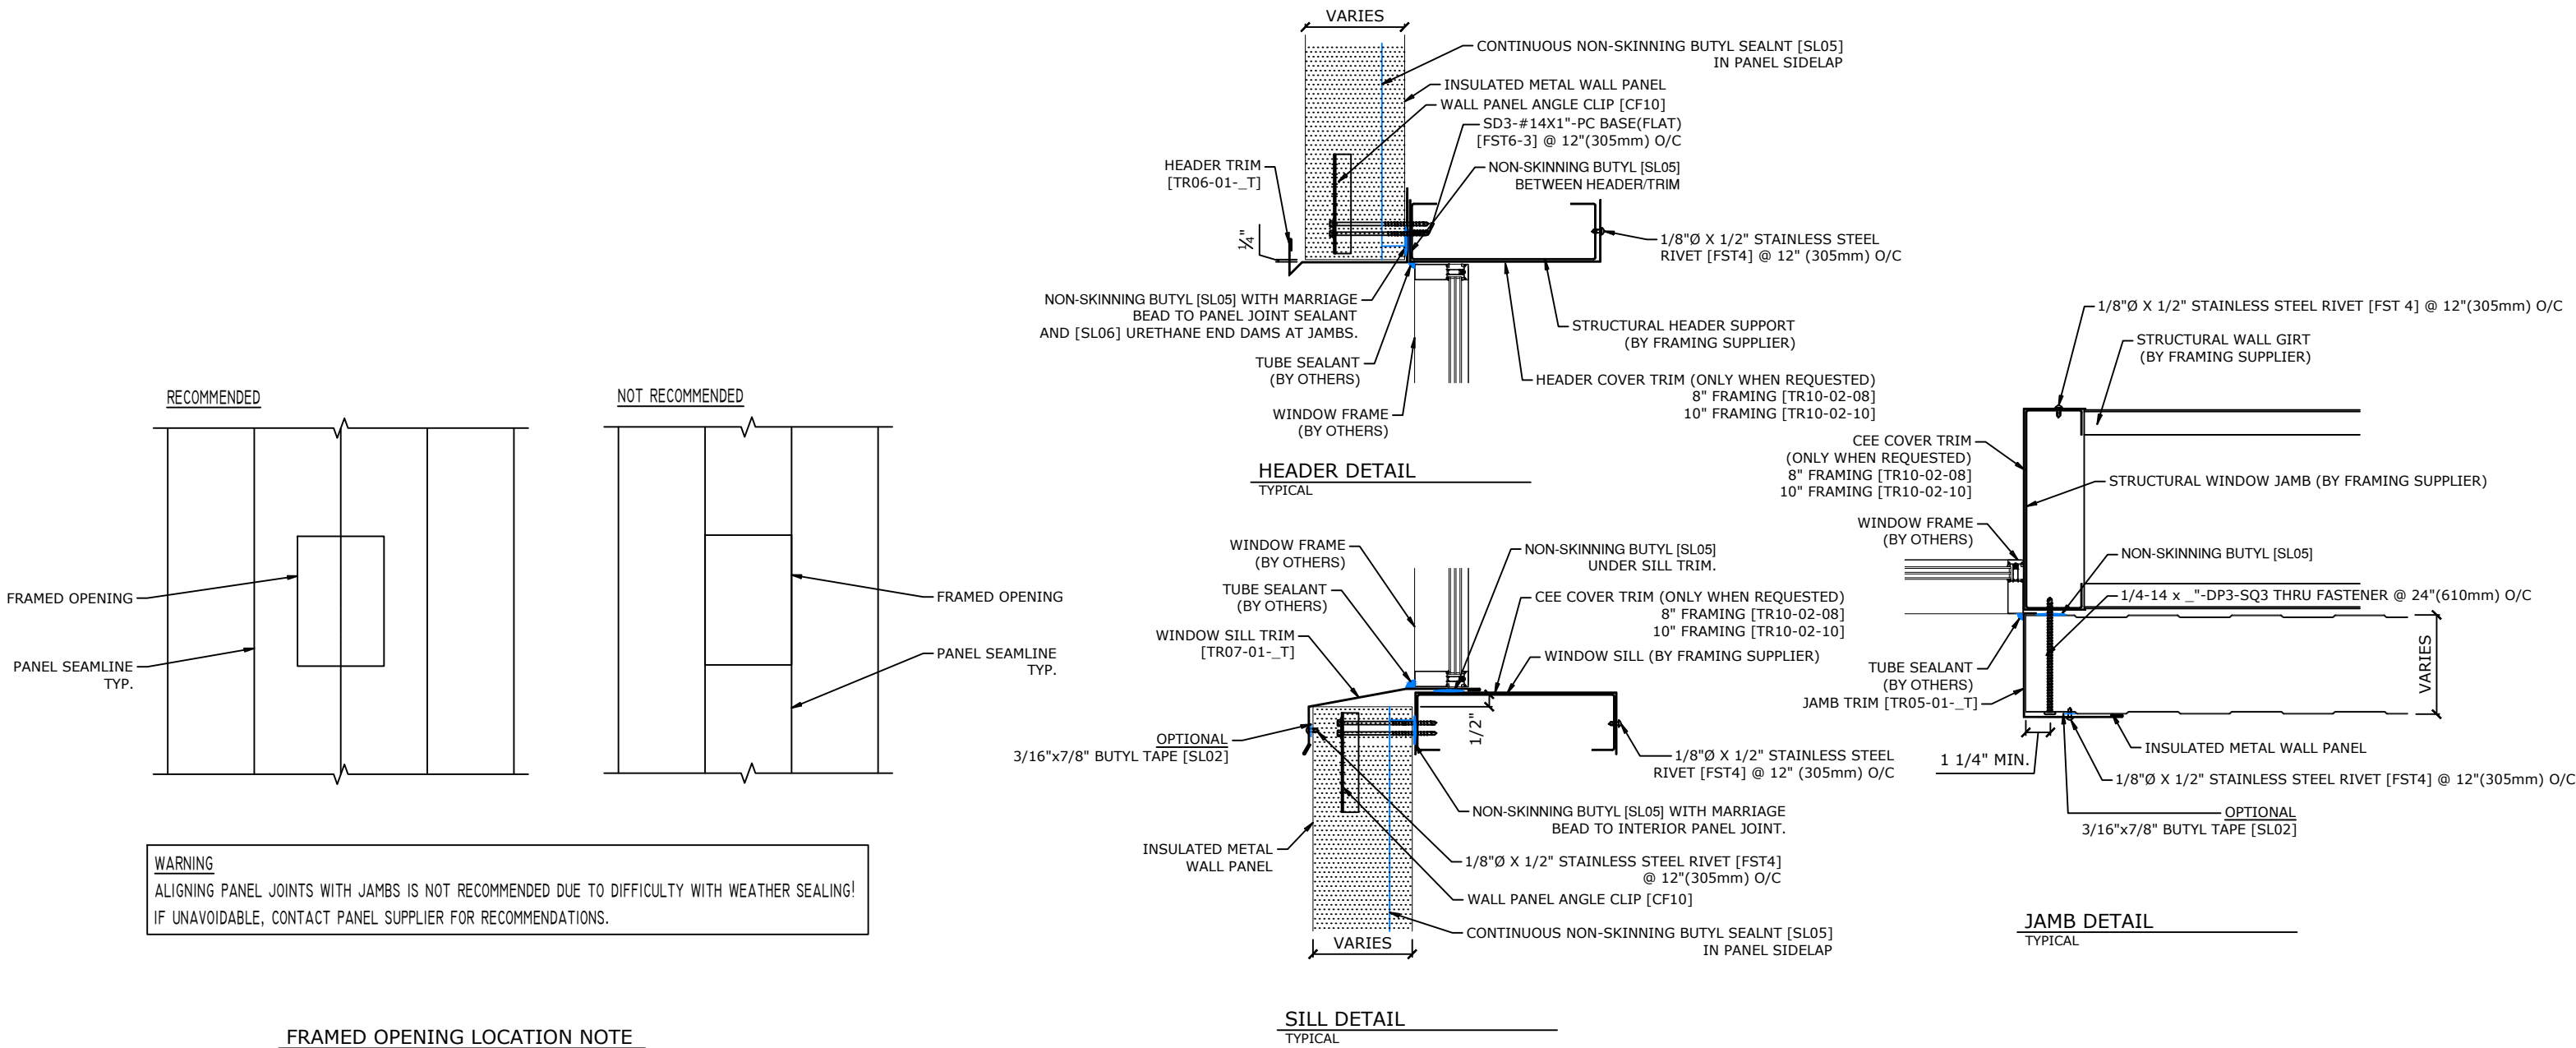 RECOMMENDED
FRAMED OPENING
PANEL SEAMLINE
TYP.
NOT RECOMMENDED
FRAMED OPENING
PANEL SEAMLINE
TYP.
WARNING
ALIGNING PANEL JOINTS WITH JAMBS IS NOT RECOMMENDED DUE TO DIFFICULTY WITH WEATHER SEALING!
IF UNAVOIDABLE, CONTACT PANEL SUPPLIER FOR RECOMMENDATIONS.
FRAMED OPENING LOCATION NOTE
VARIES
CONTINUOUS NON-SKINNING BUTYL SEALNT [SL05]
IN PANEL SIDELAP
INSULATED METAL WALL PANEL
WALL PANEL ANGLE CLIP [CF10]
SD3-#14X1"-PC BASE(FLAT)
[FST6-3] @ 12"(305mm) O/C
HEADER TRIM
[TR06-01-_T]
NON-SKINNING BUTYL [SL05]
BETWEEN HEADER/TRIM
1/4"
1/8"Ø X 1/2" STAINLESS STEEL
RIVET [FST4] @ 12" (305mm) O/C
NON-SKINNING BUTYL [SL05] WITH MARRIAGE
BEAD TO PANEL JOINT SEALANT
AND [SL06] URETHANE END DAMS AT JAMBS.
STRUCTURAL HEADER SUPPORT
(BY FRAMING SUPPLIER)
TUBE SEALANT
(BY OTHERS)
HEADER COVER TRIM (ONLY WHEN REQUESTED)
8" FRAMING [TR10-02-08]
10" FRAMING [TR10-02-10]
WINDOW FRAME
(BY OTHERS)
HEADER DETAIL
TYPICAL
WINDOW FRAME
(BY OTHERS)
NON-SKINNING BUTYL [SL05]
UNDER SILL TRIM.
TUBE SEALANT
(BY OTHERS)
CEE COVER TRIM (ONLY WHEN REQUESTED)
8" FRAMING [TR10-02-08]
10" FRAMING [TR10-02-10]
WINDOW SILL TRIM
[TR07-01-_T]
WINDOW SILL (BY FRAMING SUPPLIER)
1/2"
OPTIONAL
3/16"x7/8" BUTYL TAPE [SL02]
1/8"Ø X 1/2" STAINLESS STEEL
RIVET [FST4] @ 12" (305mm) O/C
NON-SKINNING BUTYL [SL05] WITH MARRIAGE
BEAD TO INTERIOR PANEL JOINT.
INSULATED METAL
WALL PANEL
1/8"Ø X 1/2" STAINLESS STEEL RIVET [FST4]
@ 12"(305mm) O/C
WALL PANEL ANGLE CLIP [CF10]
CONTINUOUS NON-SKINNING BUTYL SEALNT [SL05]
IN PANEL SIDELAP
VARIES
SILL DETAIL
TYPICAL
1/8"Ø X 1/2" STAINLESS STEEL RIVET [FST 4] @ 12"(305mm) O/C
STRUCTURAL WALL GIRT
(BY FRAMING SUPPLIER)
CEE COVER TRIM
(ONLY WHEN REQUESTED)
8" FRAMING [TR10-02-08]
10" FRAMING [TR10-02-10]
STRUCTURAL WINDOW JAMB (BY FRAMING SUPPLIER)
WINDOW FRAME
(BY OTHERS)
NON-SKINNING BUTYL [SL05]
1/4-14 x _"-DP3-SQ3 THRU FASTENER @ 24"(610mm) O/C
VARIES
TUBE SEALANT
(BY OTHERS)
JAMB TRIM [TR05-01-_T]
INSULATED METAL WALL PANEL
1 1/4" MIN.
1/8"Ø X 1/2" STAINLESS STEEL RIVET [FST4] @ 12"(305mm) O/C
OPTIONAL
3/16"x7/8" BUTYL TAPE [SL02]
JAMB DETAIL
TYPICAL